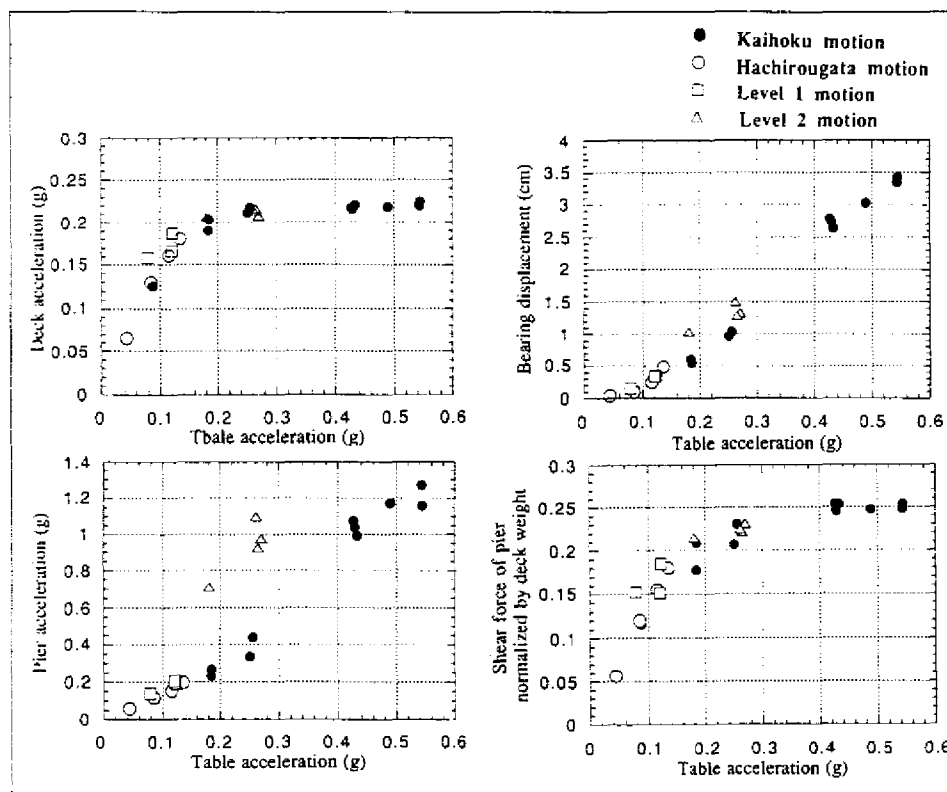 Kaihoku motion
Hachirougata motion
Level 1 motion
Level 2 motion
0.3
0.25
0.2
0.15
0.1
0.05
0
Deck acceleration (g)
0 0.1 0.2 0.3 0.4 0.5 0.6
Tbale acceleration (g)
4
3.5
3
2.5
2
1.5
1
0.5
0
Bearing displacement (cm)
0 0.1 0.2 0.3 0.4 0.5 0.6
Table acceleration (g)
1.4
1.2
1
0.8
0.6
0.4
0.2
0
Pier acceleration (g)
0 0.1 0.2 0.3 0.4 0.5 0.6
Table acceleration (g)
0.3
0.25
0.2
0.15
0.1
0.05
0
Shear force of pier
normalized by deck weight
0 0.1 0.2 0.3 0.4 0.5 0.6
Table acceleration (g)